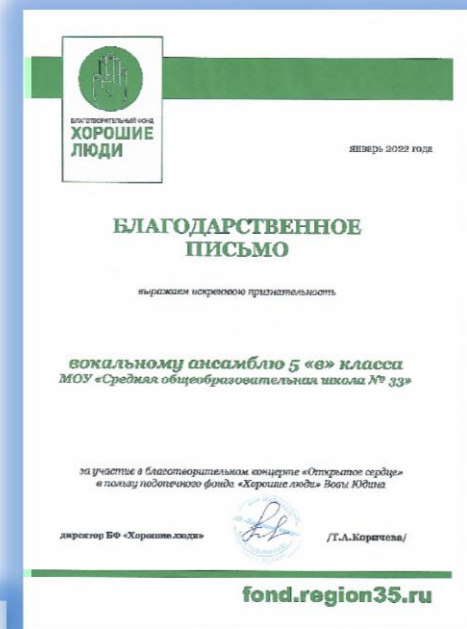 БЛАГОТВОРИТЕЛЬНЫЙ ФОНД
ХОРОШИЕ
ЛЮДИ
январь 2022 года
БЛАГОДАРСТВЕННОЕ
ПИСЬМО
выражаем искреннюю признательность
вокальному ансамблю 5 «в» класса
МОУ «Средняя общеобразовательная школа № 33»
за участие в благотворительном концерте «Открытое сердце»
в пользу подопечного фонда «Хорошие люди» Вовы Юдина
директор БФ «Хорошие люди»
/Т.А.Коричева/
fond.region35.ru